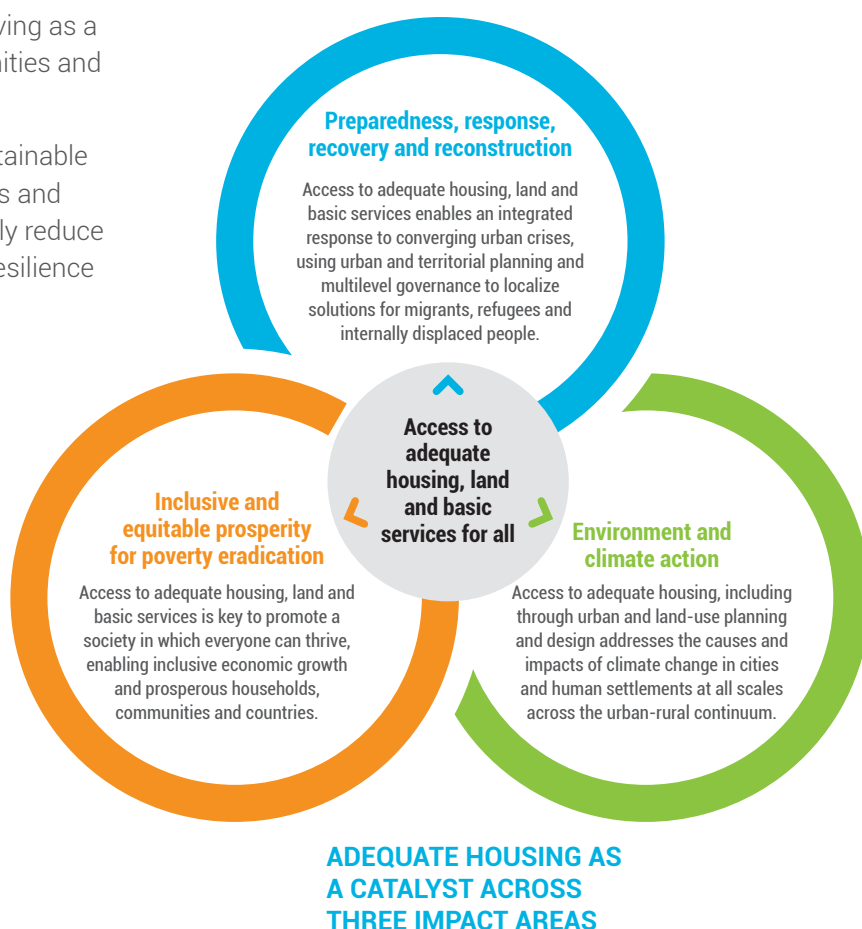 ving as a
nities and
tainable
s and
ly reduce
esilience
Preparedness, response,
recovery and reconstruction
Access to adequate housing, land and
basic services enables an integrated
response to converging urban crises,
using urban and territorial planning and
multilevel governance to localize
solutions for migrants, refugees and
internally displaced people.
Access to
adequate
housing, land
and basic
services for all
Inclusive and
equitable prosperity
for poverty eradication
Access to adequate housing, land and
basic services is key to promote a
society in which everyone can thrive,
enabling inclusive economic growth
and prosperous households,
communities and countries.
Environment and
climate action
Access to adequate housing, including
through urban and land-use planning
and design addresses the causes and
impacts of climate change in cities
and human settlements at all scales
across the urban-rural continuum.
ADEQUATE HOUSING AS
A CATALYST ACROSS
THREE IMPACT AREAS